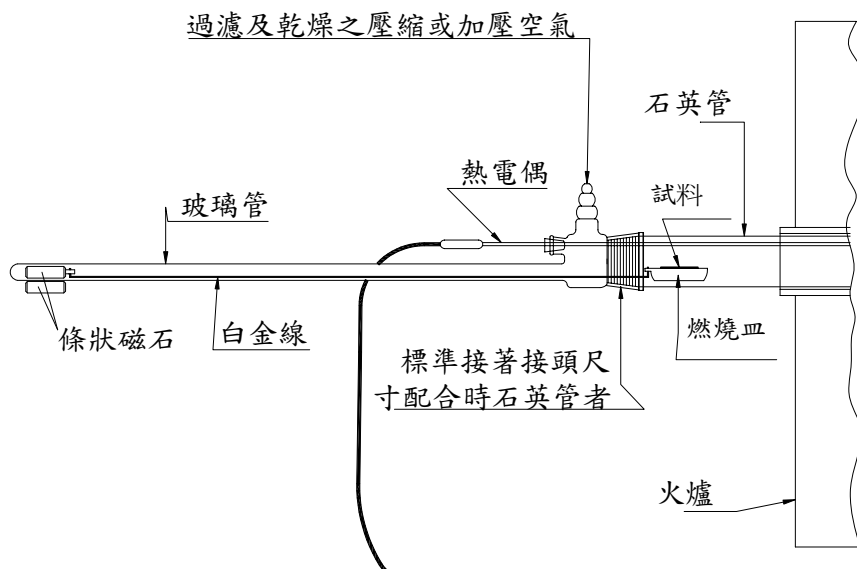 過濾及乾燥之壓縮或加壓空氣
石英管
熱電偶
試料
玻璃管
條狀磁石
白金線
燃燒皿
標準接著接頭尺
寸配合時石英管者
火爐